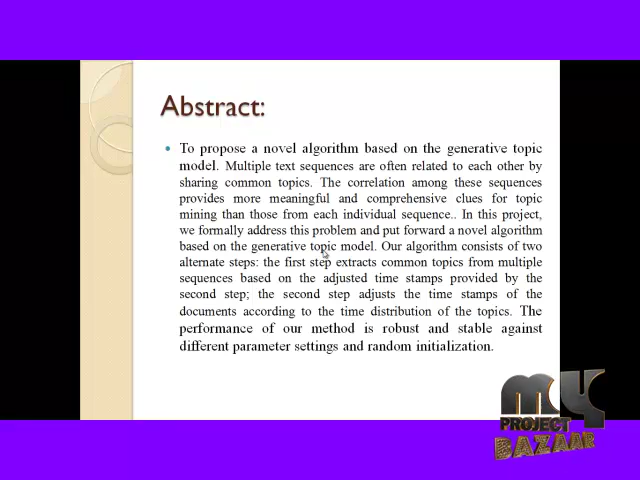 Abstract:
To propose a novel algorithm based on the generative topic
model. Multiple text sequences are often related to each other by
sharing common topics. The correlation among these sequences
provides more meaningful and comprehensive clues for topic
mining than those from each individual sequence.. In this project,
we formally address this problem and put forward a novel algorithm
based on the generative topic model. Our algorithm consists of two
alternate steps: the first step extracts common topics from multiple
sequences based on the adjusted time stamps provided by the
second step; the second step adjusts the time stamps of the
documents according to the time distribution of the topics. The
performance of our method is robust and stable against
different parameter settings and random initialization.
my
PROJECT
BAZAAR